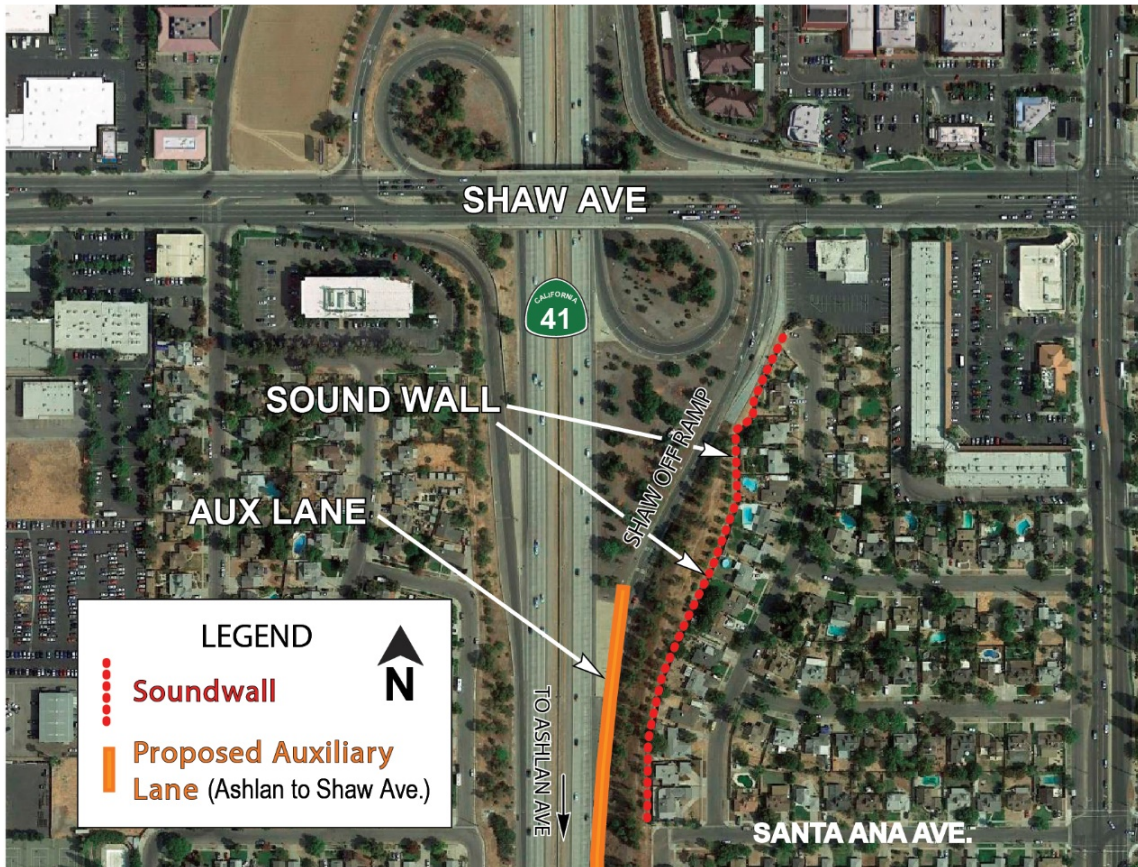 SHAW AVE
CALIFORNIA
41
SOUND WALL
SHAW OFF RAMP
AUX LANE
TO ASHLAN AVE
LEGEND
N
Soundwall
Proposed Auxiliary
Lane (Ashlan to Shaw Ave.)
SANTA ANA AVE.